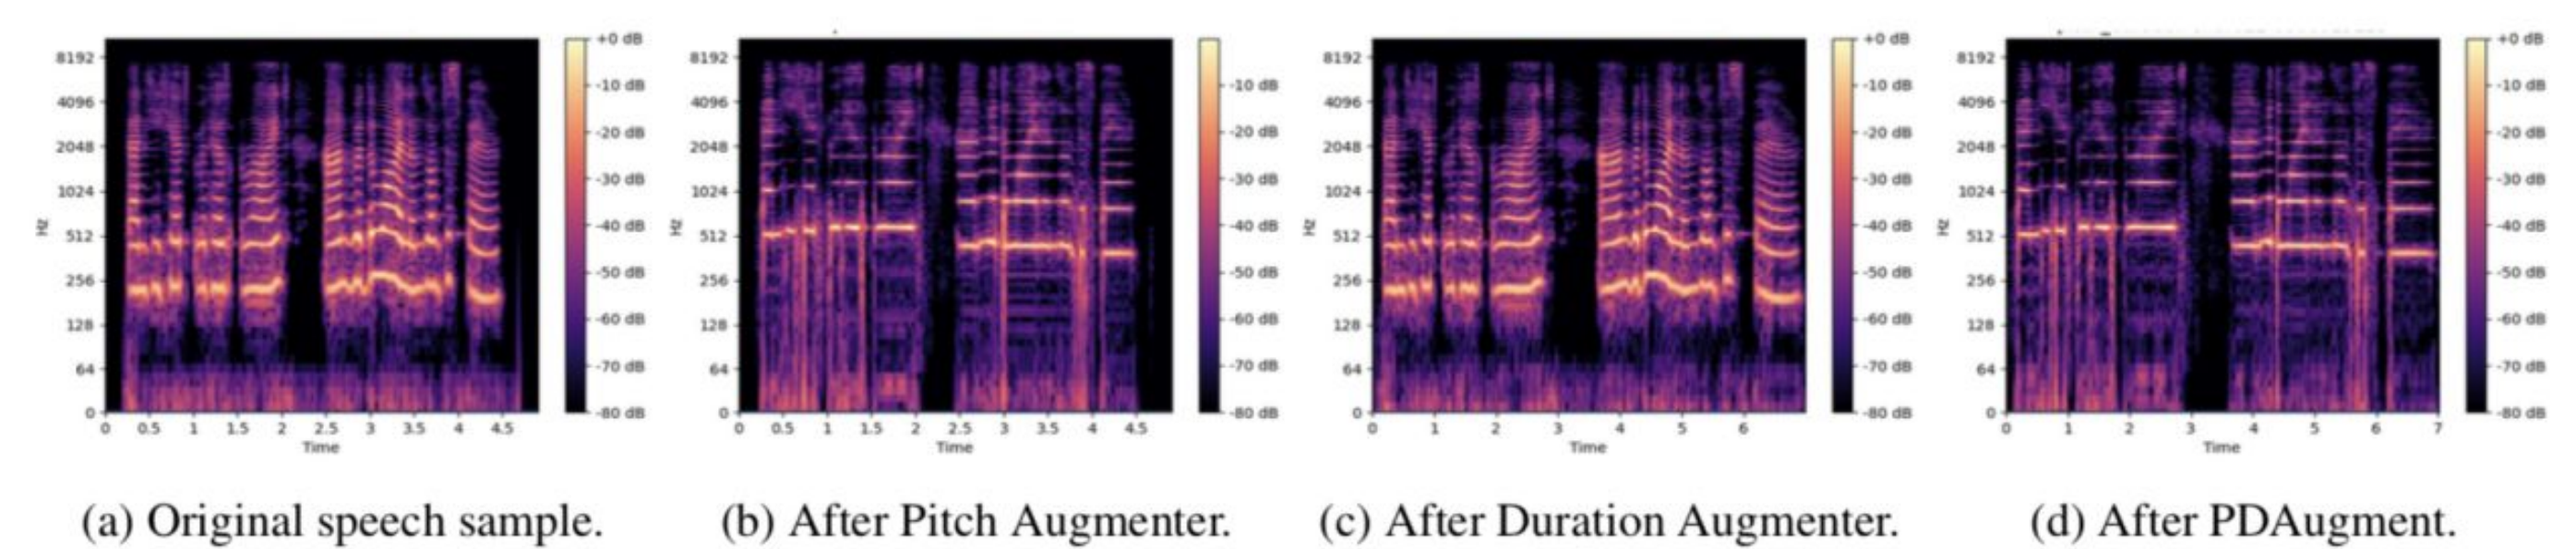 +0 dB
8192
-10 dB
4096
-20 dB
2048
-30 dB
1024
Hz
-40 dB
512
-50 dB
256
-60 dB
128
-70 dB
64
0
-80 dB
0 0.5 1 1.5 2 2.5 3 3.5 4 4.5
Time
(a) Original speech sample.
8192
-10 dB
4096
-20 dB
2048
-30 dB
1024
Hz
-40 dB
512
-50 dB
256
-60 dB
128
-70 dB
64
0
-80 dB
0 0.5 1 1.5 2 2.5 3 3.5 4 4.5
Time
(b) After Pitch Augmenter.
+0 dB
8192
-10 dB
4096
-20 dB
2048
-30 dB
1024
Hz
-40 dB
512
-50 dB
256
-60 dB
128
-70 dB
64
0
-80 dB
0 1 2 3 4 5 6
Time
(c) After Duration Augmenter.
+0 dB
8192
-10 dB
4096
-20 dB
2048
-30 dB
1024
Hz
-40 dB
512
-50 dB
256
-60 dB
128
-70 dB
64
0
-80 dB
0 1 2 3 4 5 6 7
Time
(d) After PDAugment.